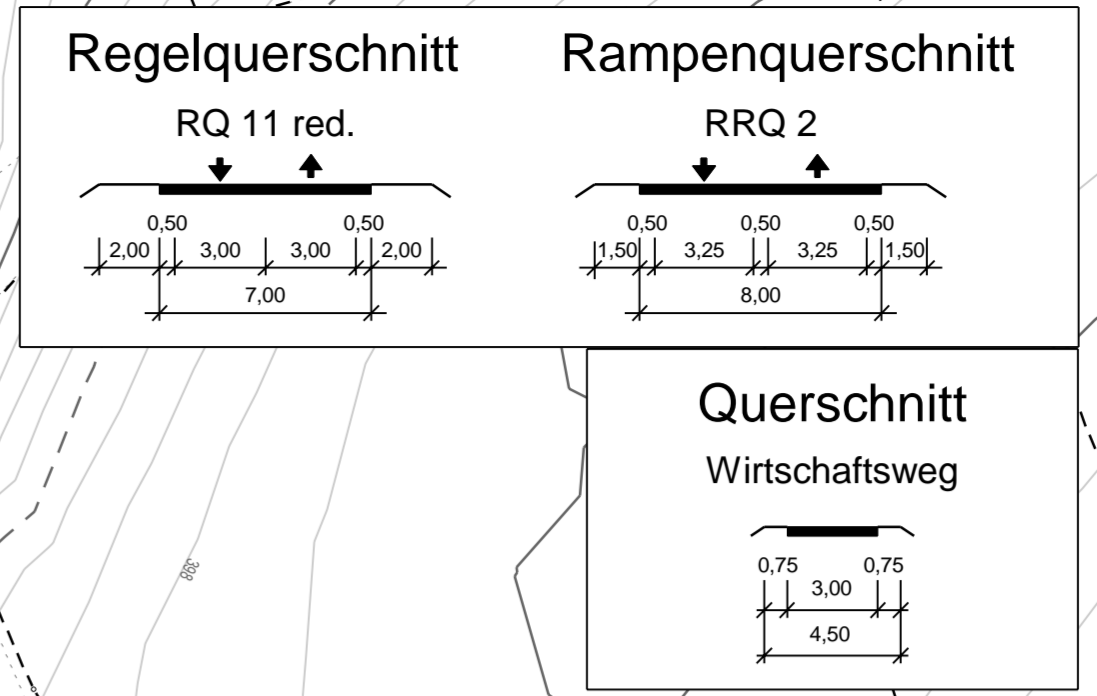 Regelquerschnitt
RQ 11 red.
0,50 0,50
2,00 3,00 3,00 2,00
7,00
Rampenquerschnitt
RRQ 2
0,50 0,50 0,50
1,50 3,25 3,25 1,50
8,00
Querschnitt
Wirtschaftsweg
0,75 0,75
3,00
4,50
398